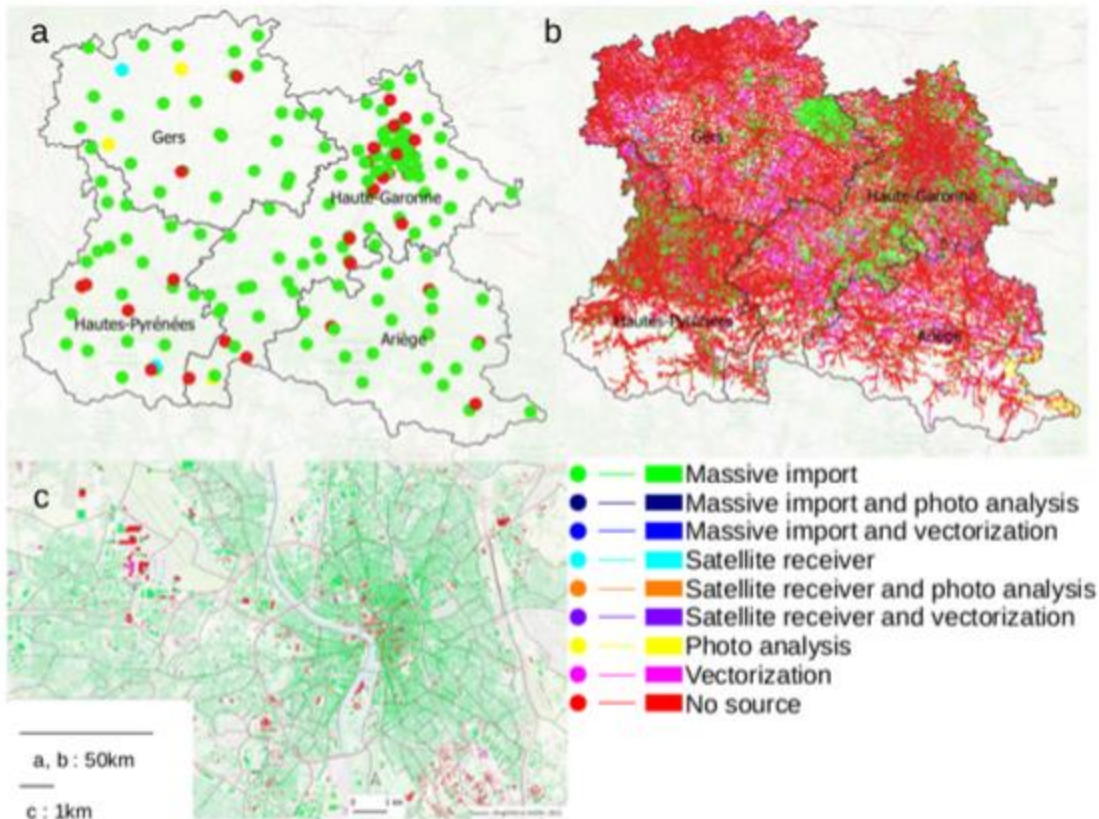 a
b
Gers
Haute-Garonne
Hautes-Pyrénées
Ariège
Gers
Haute-Garonne
Hautes-Pyrénées
Ariège
c
Massive import
Massive import and photo analysis
Massive import and vectorization
Satellite receiver
Satellite receiver and photo analysis
Satellite receiver and vectorization
Photo analysis
Vectorization
No source
a, b : 50km
c : 1km